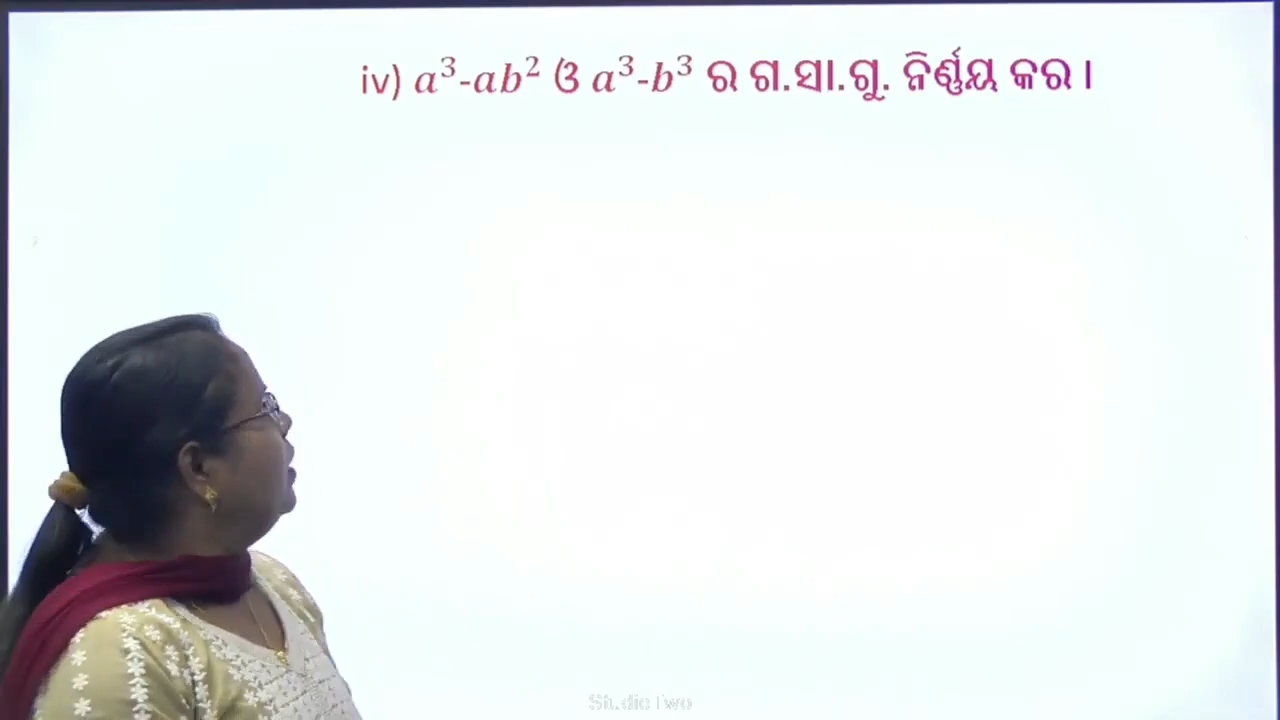 iv) a³-ab² ଓ a³-b³ ର ଗ.ସା.ଗୁ. ନିର୍ଣ୍ଣୟ କର ।